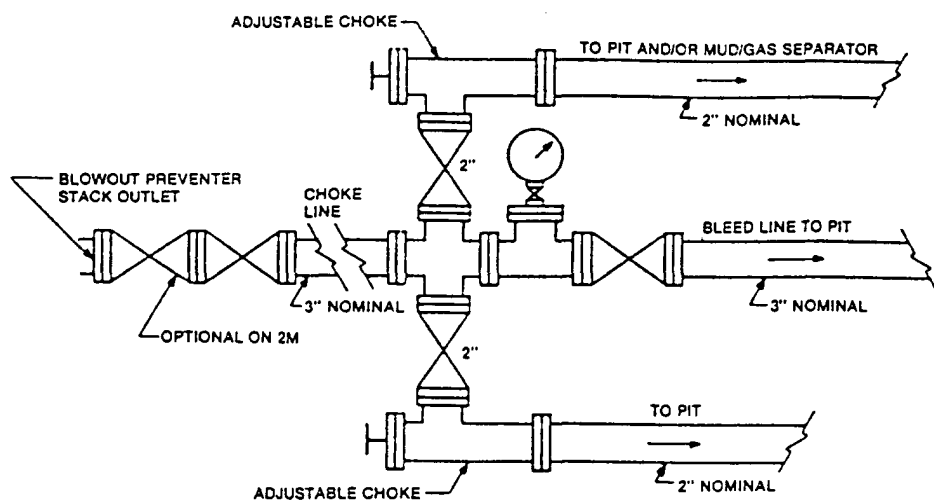 ADJUSTABLE CHOKE
TO PIT AND/OR MUD/GAS SEPARATOR
2" NOMINAL
2"
BLOWOUT PREVENTER
STACK OUTLET
CHOKE
LINE
BLEED LINE TO PIT
3" NOMINAL
3" NOMINAL
OPTIONAL ON 2M
2"
TO PIT
2" NOMINAL
ADJUSTABLE CHOKE